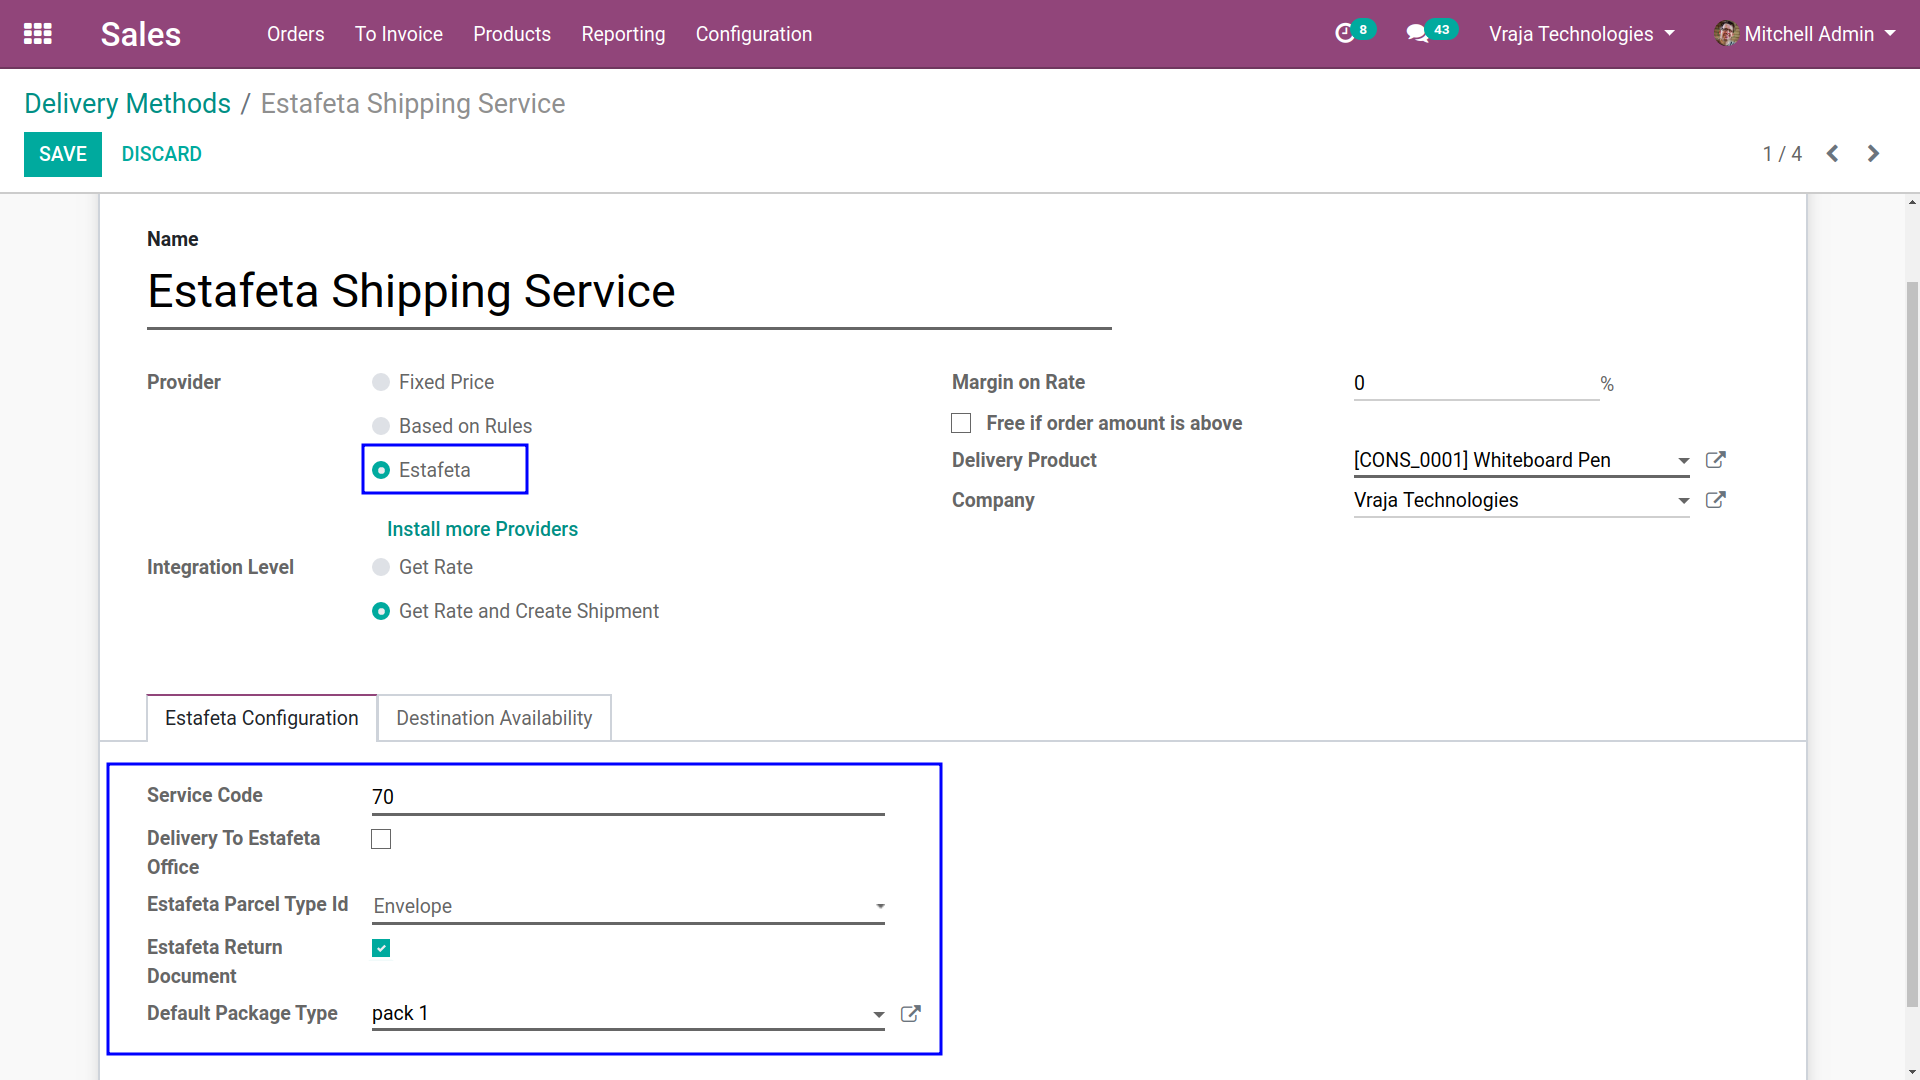 Sales Orders To Invoice Products Reporting Configuration 8 43 Vraja Technologies Mitchell Admin
Delivery Methods / Estafeta Shipping Service
SAVE DISCARD 1 / 4
Name
Estafeta Shipping Service
Provider Fixed Price Margin on Rate 0 %
Based on Rules Free if order amount is above
Estafeta Delivery Product [CONS_0001] Whiteboard Pen
Company Vraja Technologies
Install more Providers
Integration Level Get Rate
Get Rate and Create Shipment
Estafeta Configuration Destination Availability
Service Code 70
Delivery To Estafeta
Office
Estafeta Parcel Type Id Envelope
Estafeta Return
Document
Default Package Type pack 1